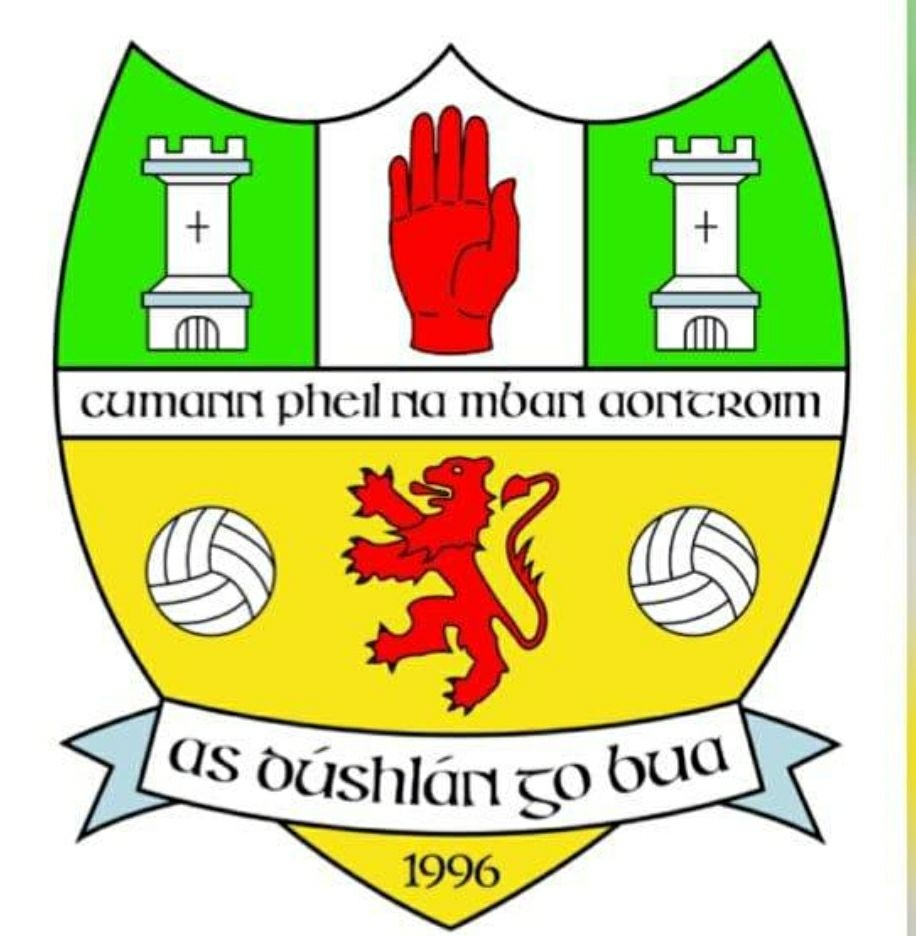 cumann pheil na mban aontroim
as dúshlán go bua
1996